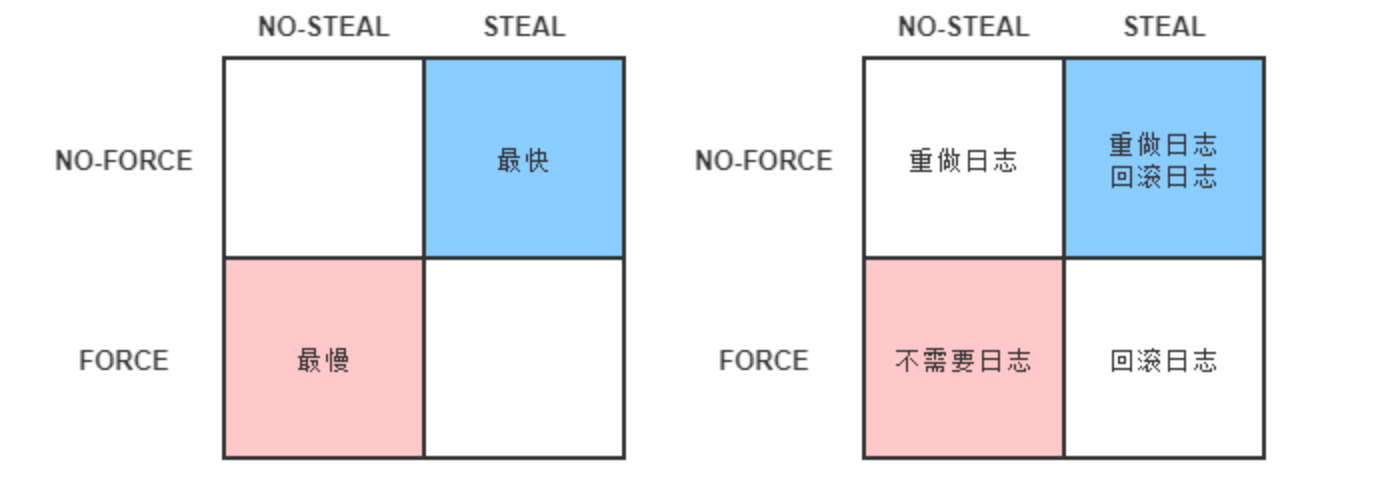 NO-STEAL STEAL
NO-FORCE 最快
FORCE 最慢
NO-STEAL STEAL
NO-FORCE 重做日志 重做日志
回滚日志
FORCE 不需要日志 回滚日志